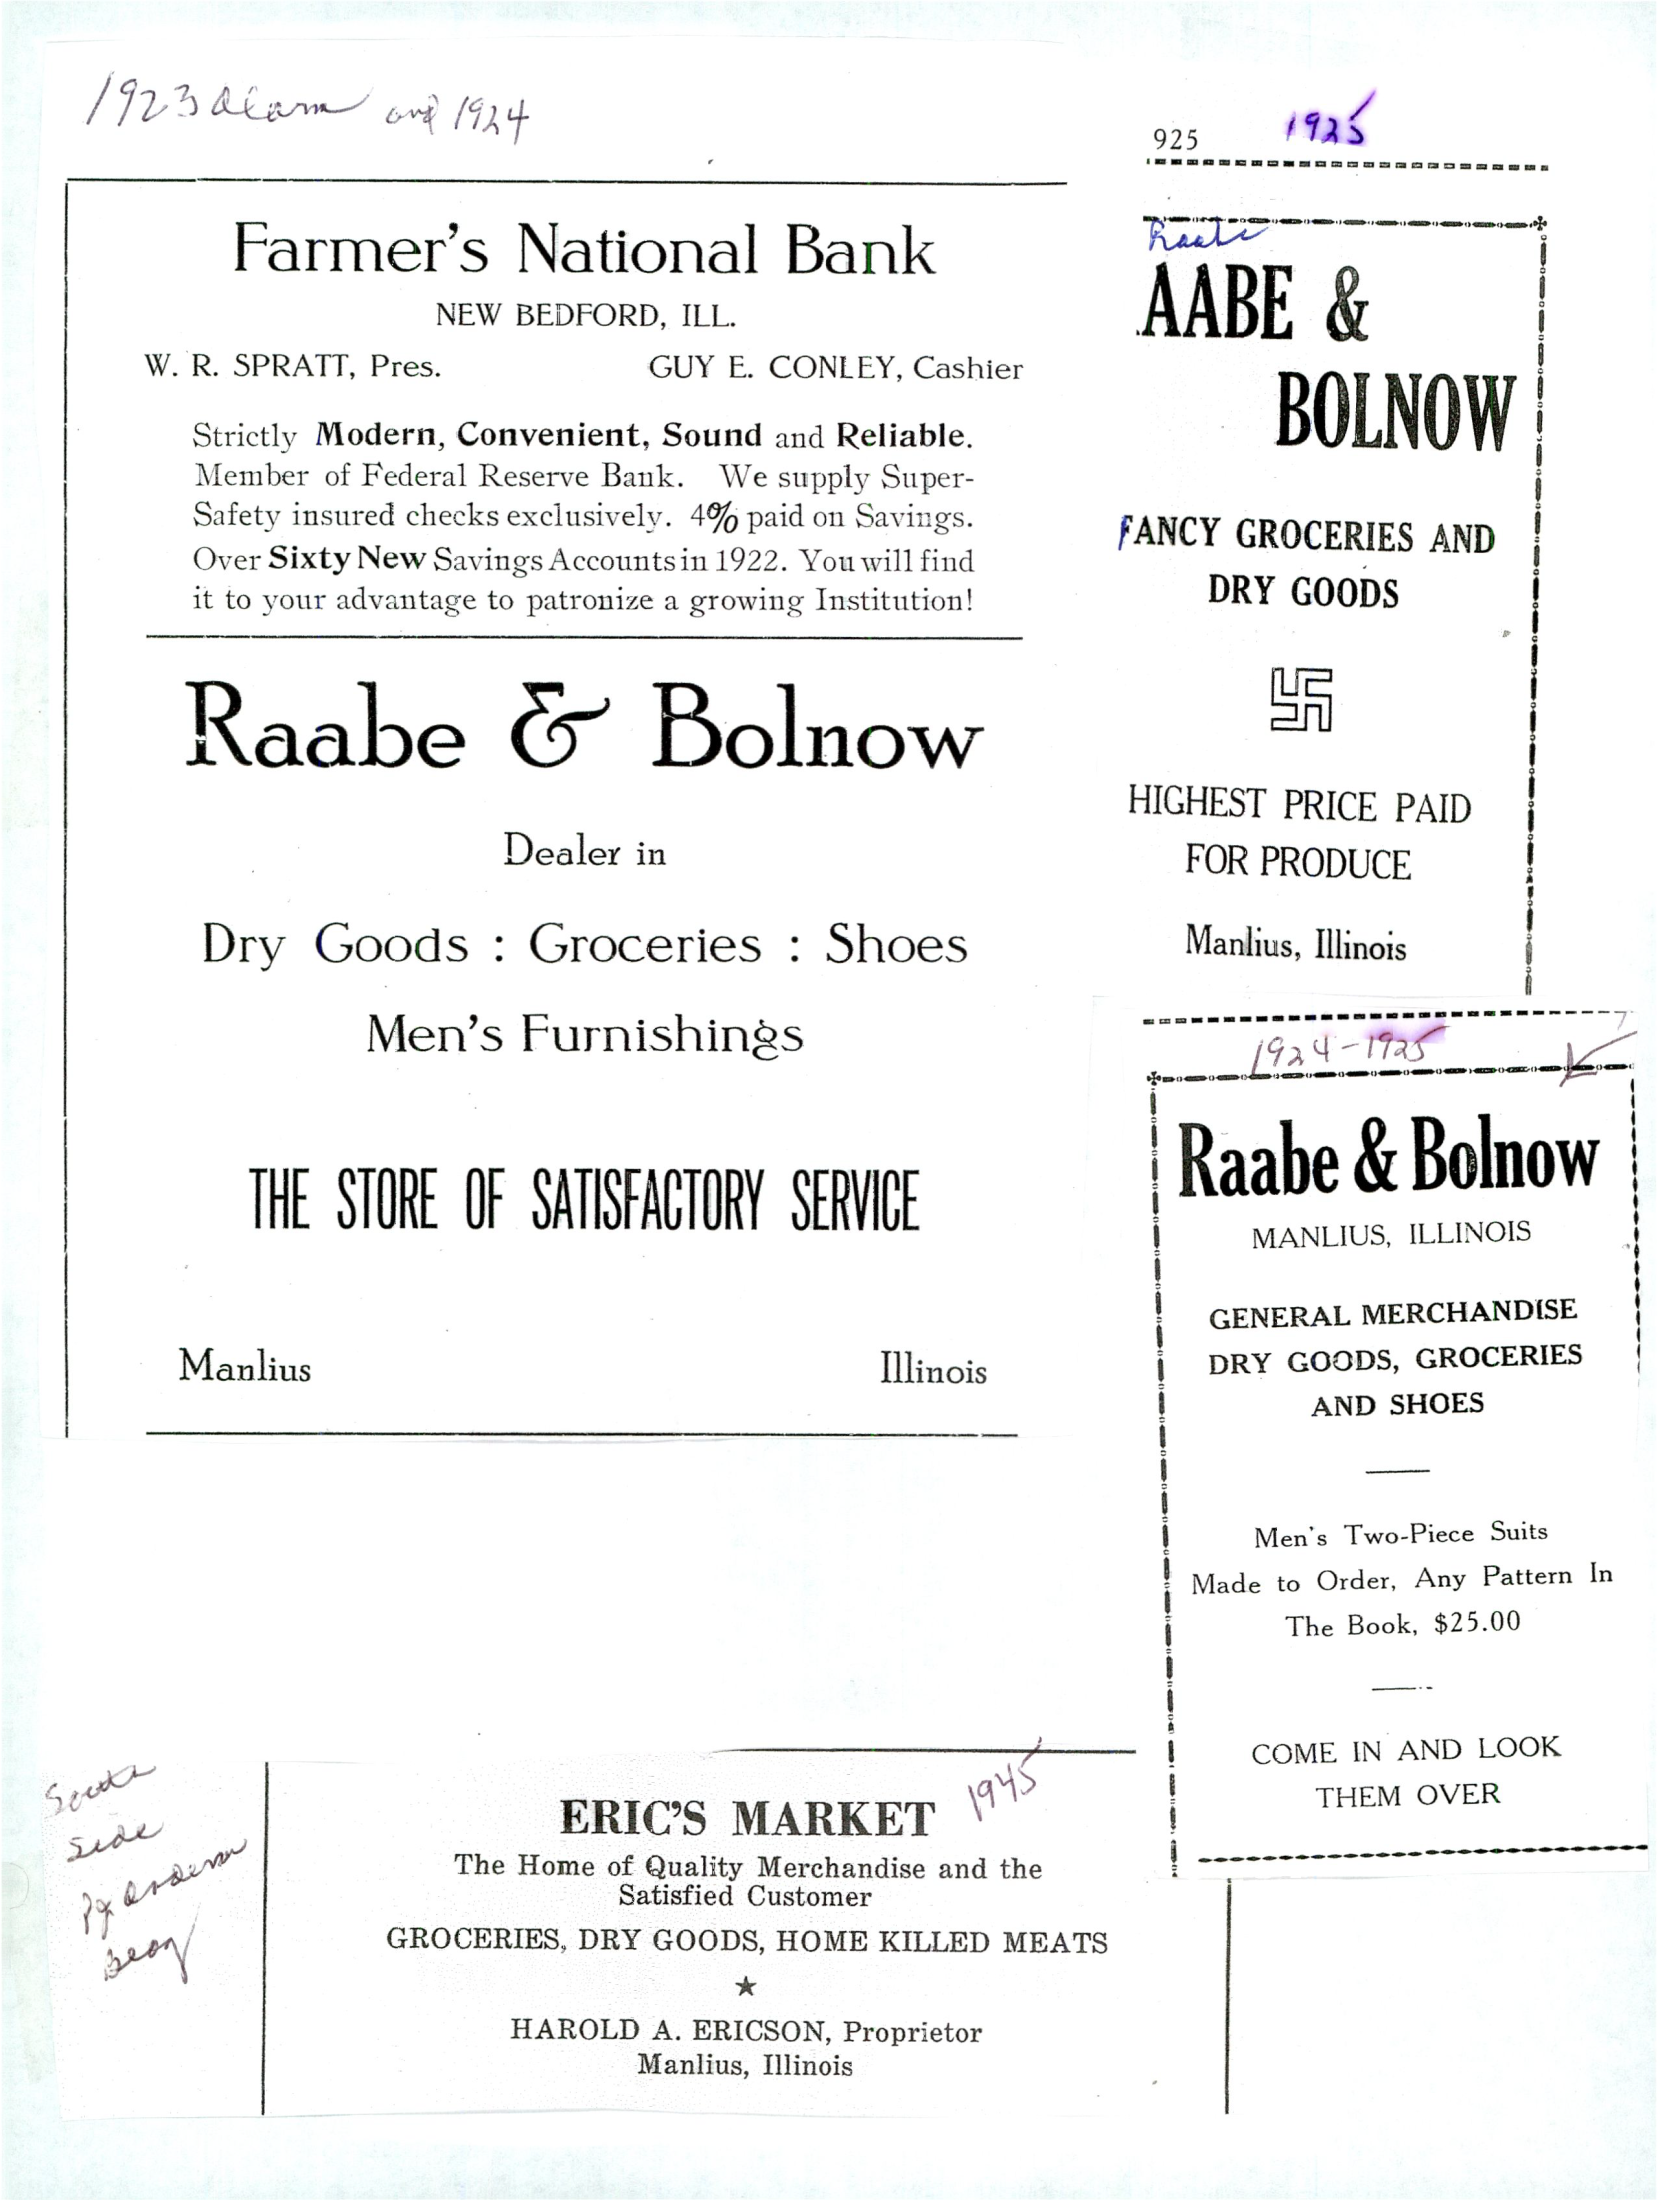 1923 alarm and 1924
Farmer's National Bank
NEW BEDFORD, ILL.
W. R. SPRATT, Pres. GUY E. CONLEY, Cashier
Strictly Modern, Convenient, Sound and Reliable.
Member of Federal Reserve Bank. We supply Super-
Safety insured checks exclusively. 4% paid on Savings.
Over Sixty New Savings Accounts in 1922. You will find
it to your advantage to patronize a growing Institution!
Raabe & Bolnow
Dealer in
Dry Goods : Groceries : Shoes
Men's Furnishings
THE STORE OF SATISFACTORY SERVICE
Manlius Illinois
925 1925
Raabe
AABE &
BOLNOW
FANCY GROCERIES AND
DRY GOODS
HIGHEST PRICE PAID
FOR PRODUCE
Manlius, Illinois
1924-1925
Raabe & Bolnow
MANLIUS, ILLINOIS
GENERAL MERCHANDISE
DRY GOODS, GROCERIES
AND SHOES
Men's Two-Piece Suits
Made to Order, Any Pattern In
The Book, $25.00
COME IN AND LOOK
THEM OVER
South
side
1945
ERIC'S MARKET
The Home of Quality Merchandise and the
Satisfied Customer
GROCERIES, DRY GOODS, HOME KILLED MEATS
HAROLD A. ERICSON, Proprietor
Manlius, Illinois